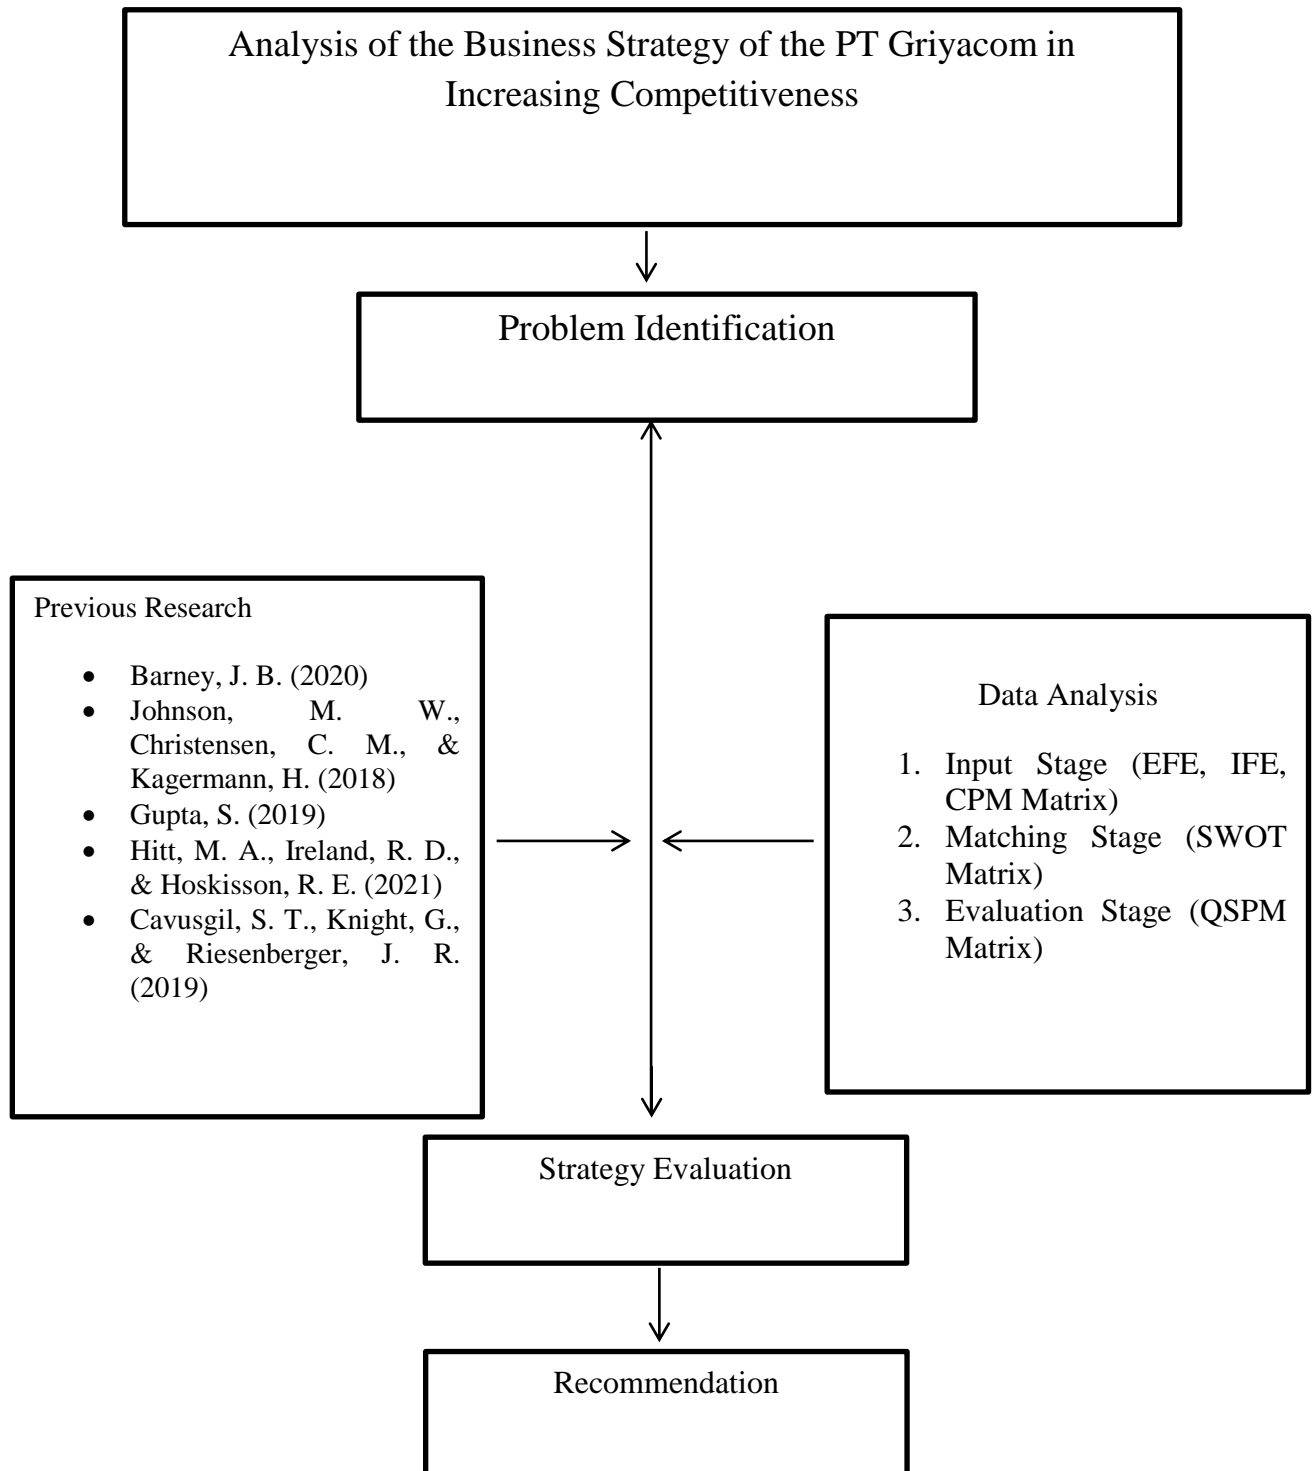 Analysis of the Business Strategy of the PT Griyacom in
Increasing Competitiveness
Problem Identification
Previous Research
• Barney, J. B. (2020)
• Johnson, M. W.,
Christensen, C. M., &
Kagermann, H. (2018)
• Gupta, S. (2019)
• Hitt, M. A., Ireland, R. D.,
& Hoskisson, R. E. (2021)
• Cavusgil, S. T., Knight, G.,
& Riesenberger, J. R.
(2019)
Data Analysis
1. Input Stage (EFE, IFE,
CPM Matrix)
2. Matching Stage (SWOT
Matrix)
3. Evaluation Stage (QSPM
Matrix)
Strategy Evaluation
Recommendation